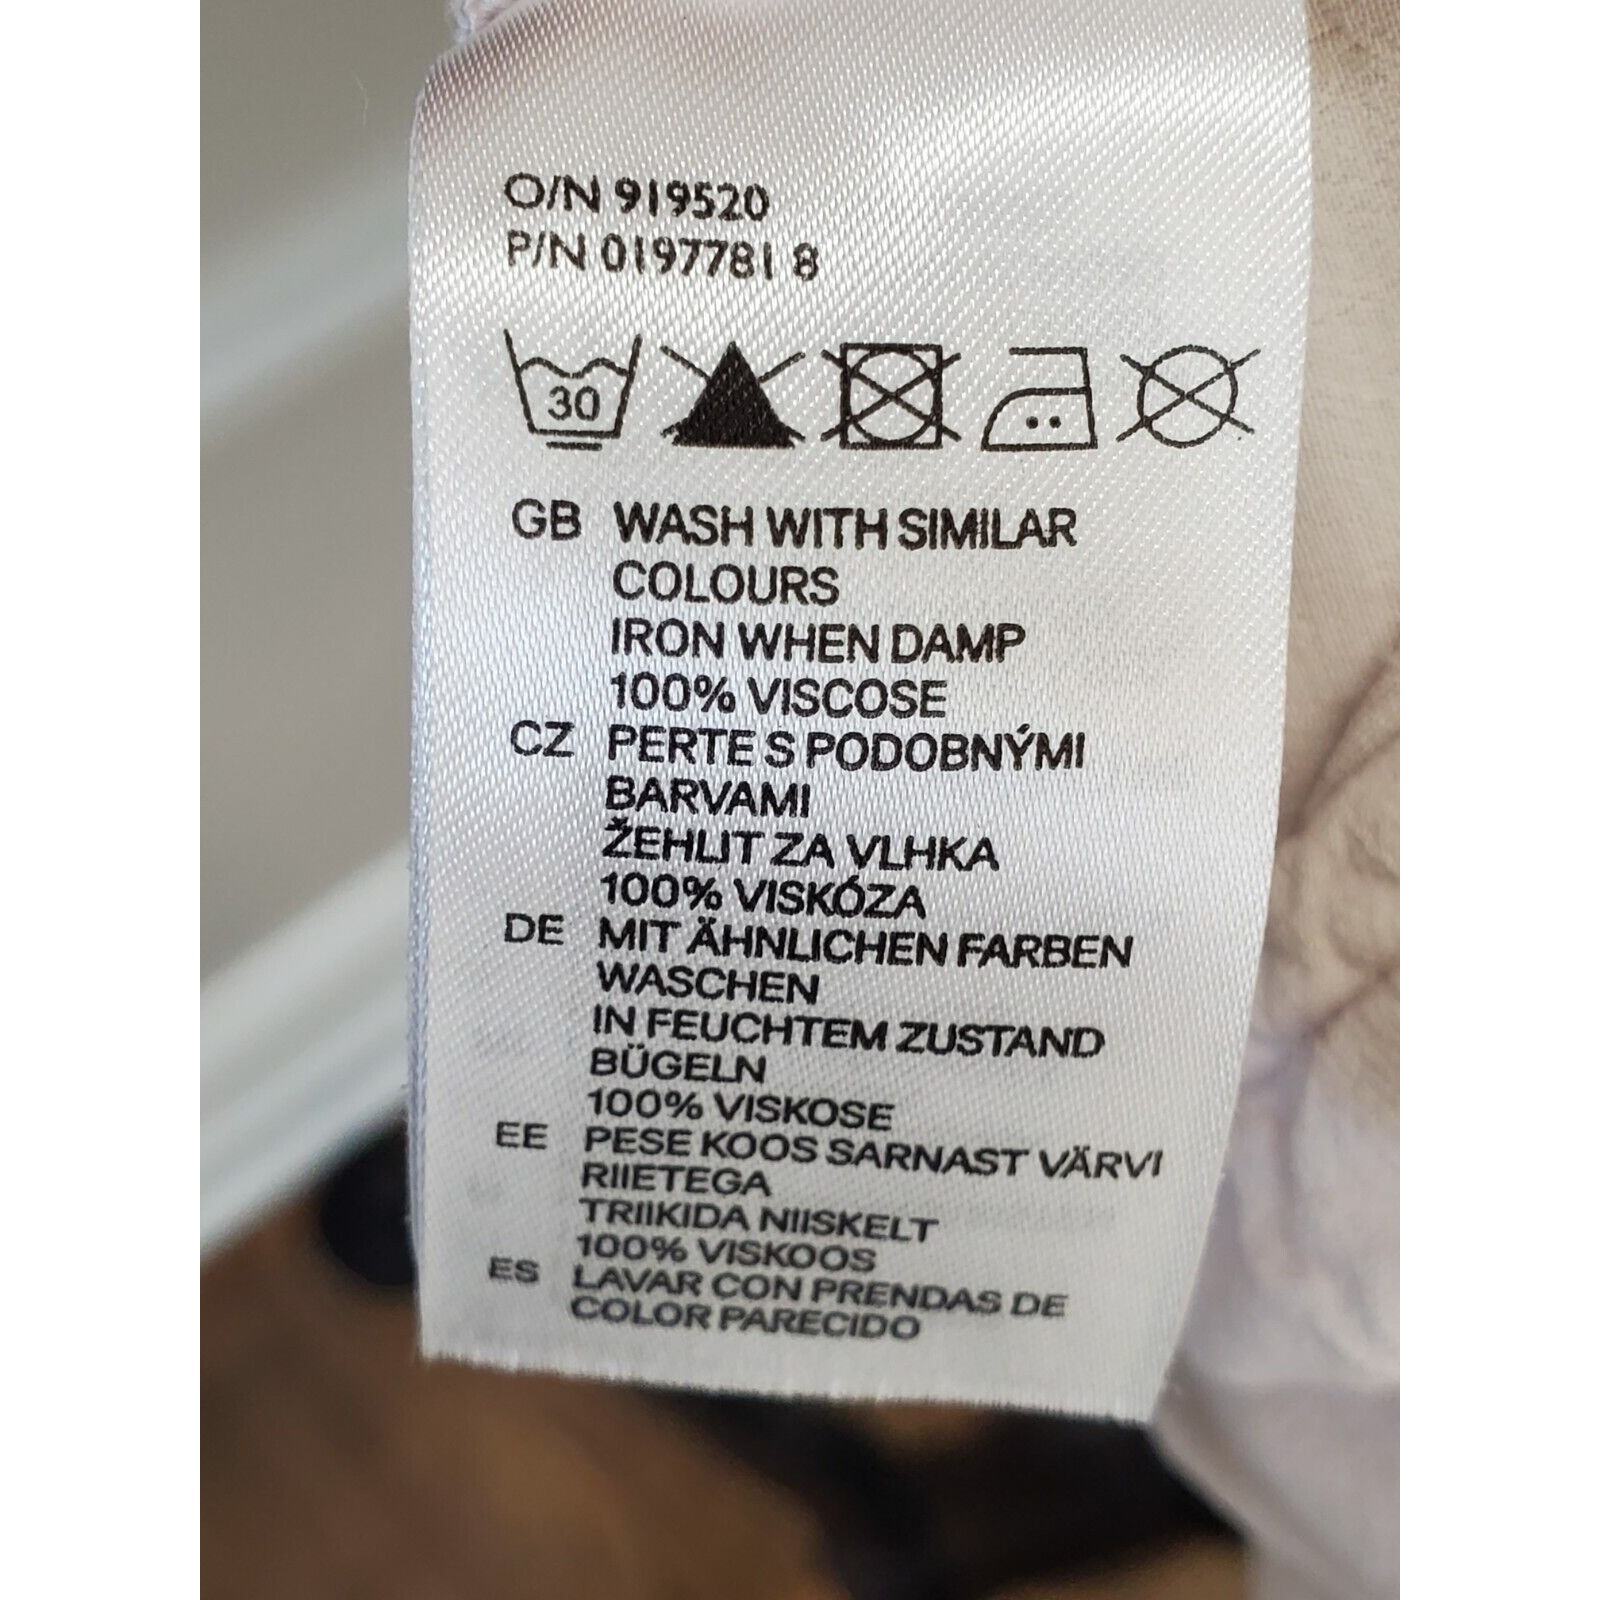 O/N 919520
P/N 0197781 8
30
GB WASH WITH SIMILAR
COLOURS
IRON WHEN DAMP
100% VISCOSE
CZ PERTE S PODOBNÝMI
BARVAMI
ŽEHLIT ZA VLHKA
100% VISKÓZA
DE MIT ÄHNLICHEN FARBEN
WASCHEN
IN FEUCHTEM ZUSTAND
BÜGELN
100% VISKOSE
EE PESE KOOS SARNAST VÄRVI
RIIETEGA
TRIIKIDA NIISKELT
100% VISKOOS
ES LAVAR CON PRENDAS DE
COLOR PARECIDO